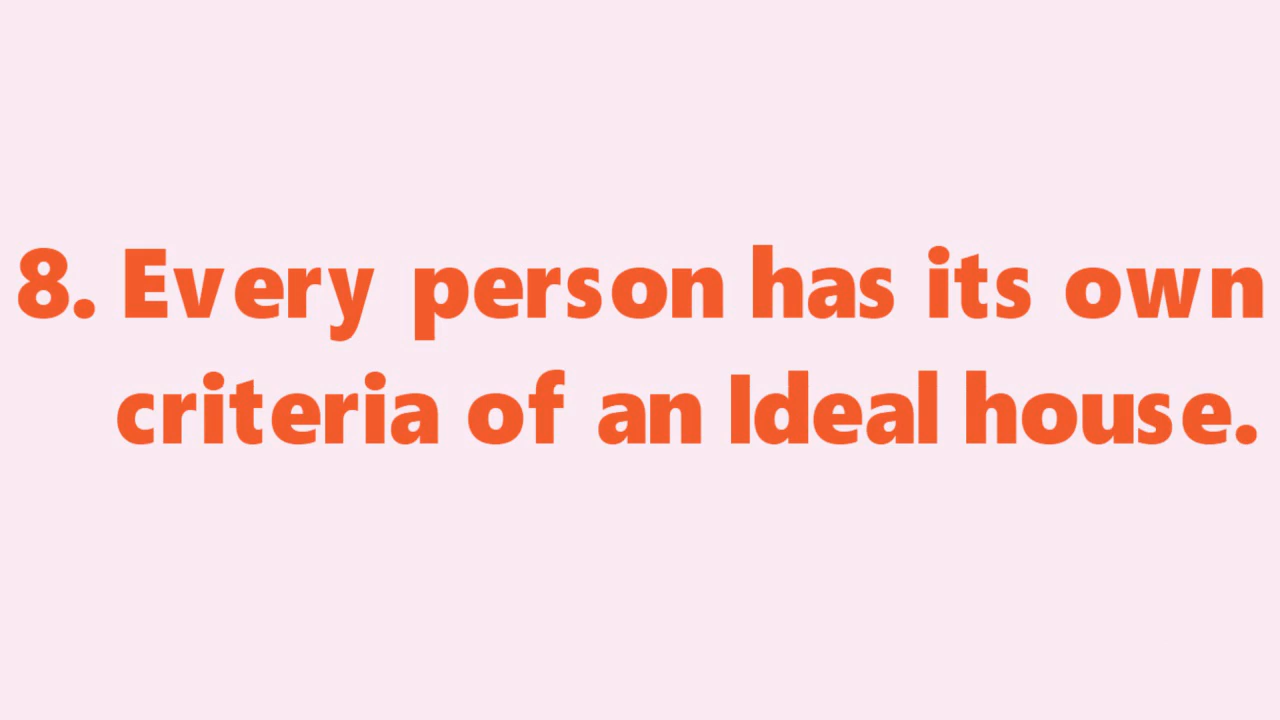 8. Every person has its own
criteria of an Ideal house.